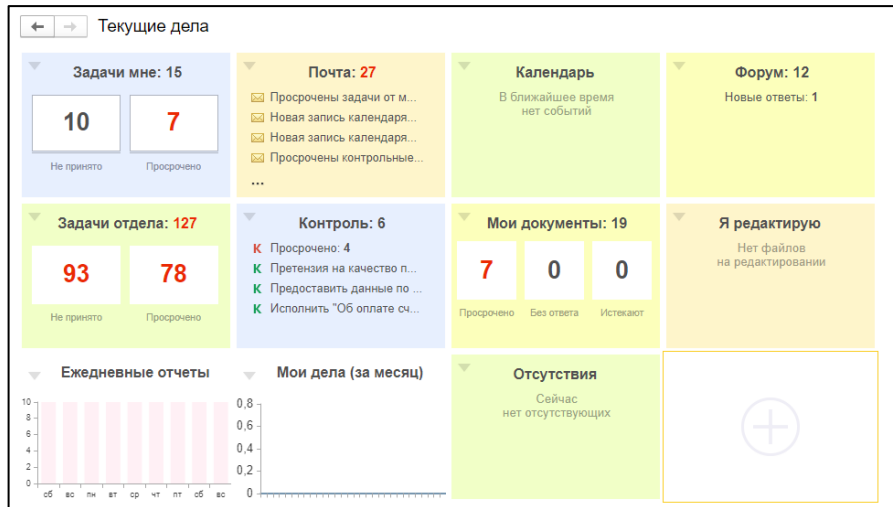 Текущие дела
Задачи мне: 15
10
7
Не принято
Просрочено
Почта: 27
Просрочены задачи от м...
Новая запись календаря...
Новая запись календаря...
Просрочены контрольные...
...
Календарь
В ближайшее время
нет событий
Форум: 12
Новые ответы: 1
Задачи отдела: 127
93
78
Не принято
Просрочено
Контроль: 6
К Просрочено: 4
К Претензия на качество п...
К Предоставить данные по ...
К Исполнить "Об оплате сч...
Мои документы: 19
7
0
0
Просрочено
Без ответа
Истекают
Я редактирую
Нет файлов
на редактировании
Ежедневные отчеты
10
8
6
4
2
0
сб вс пн вт ср чт пт сб вс
Мои дела (за месяц)
0,8
0,6
0,4
0,2
0
Отсутствия
Сейчас
нет отсутствующих